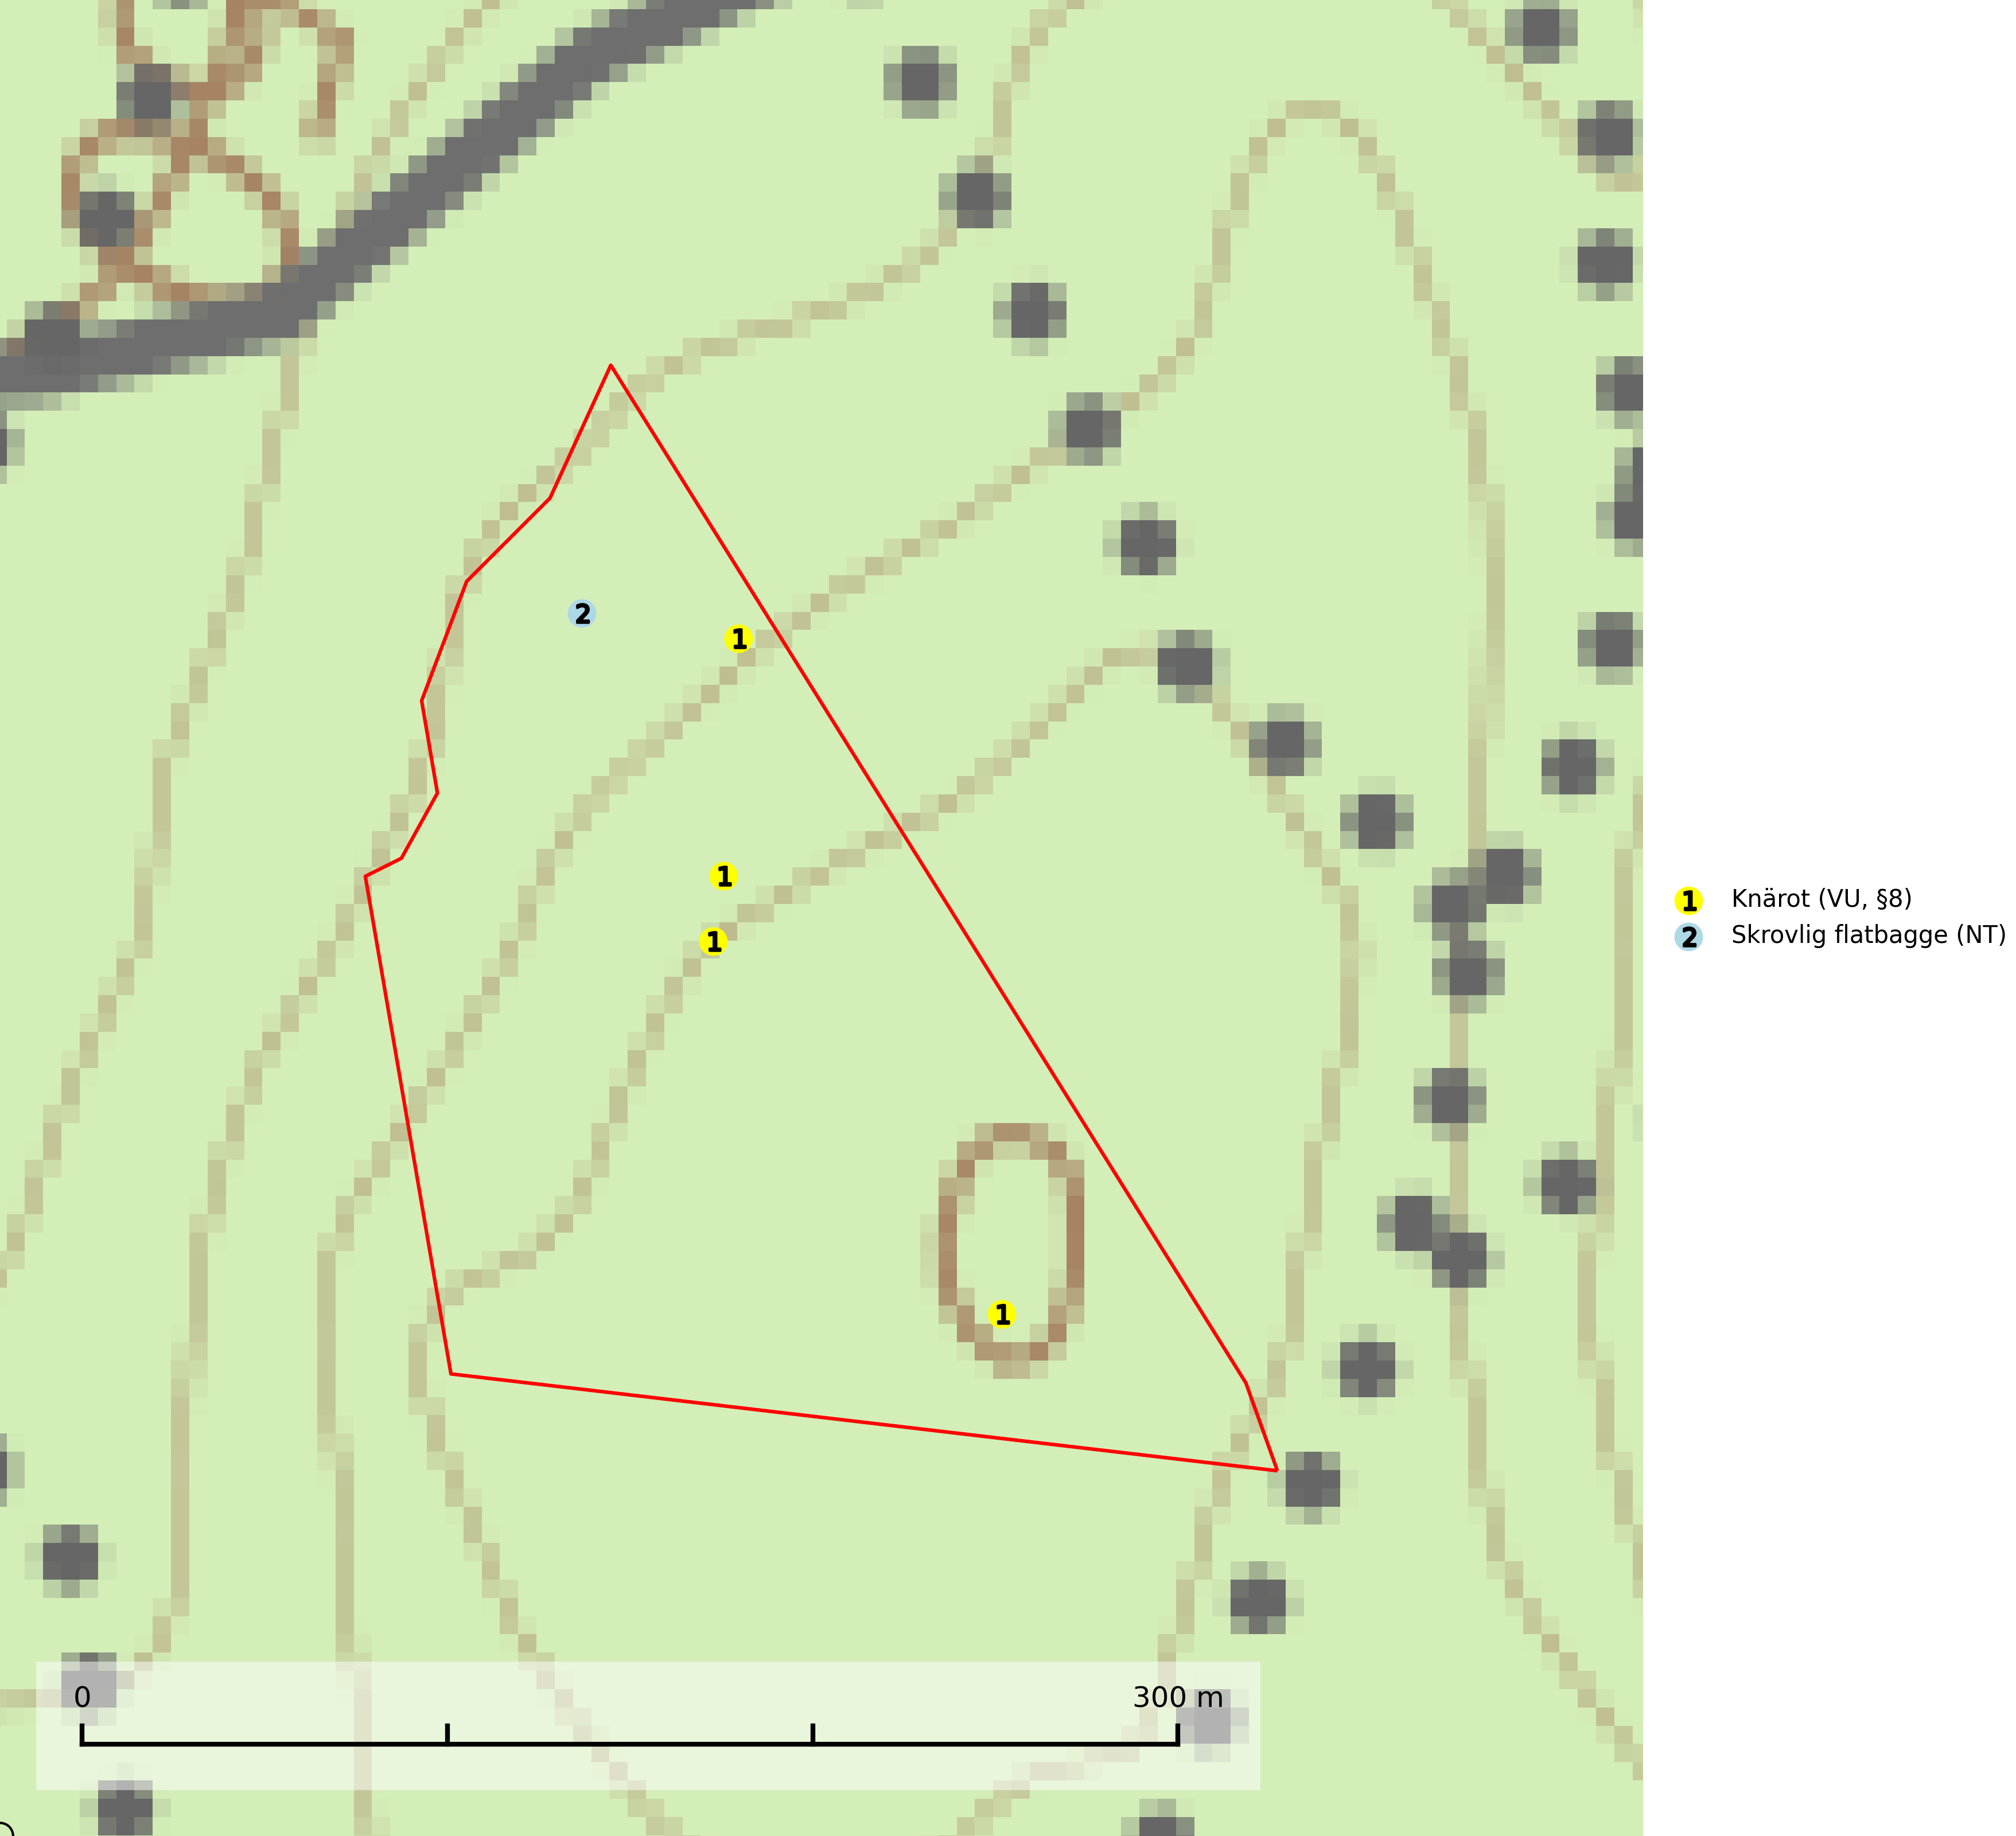 2
1
1
1
1
1 Knärot (VU, §8)
2 Skrovlig flatbagge (NT)
0 300 m